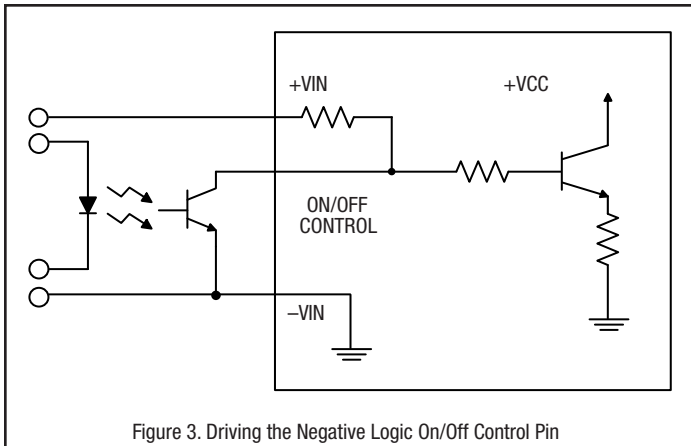 +VIN
+VCC
ON/OFF
CONTROL
–VIN
Figure 3. Driving the Negative Logic On/Off Control Pin